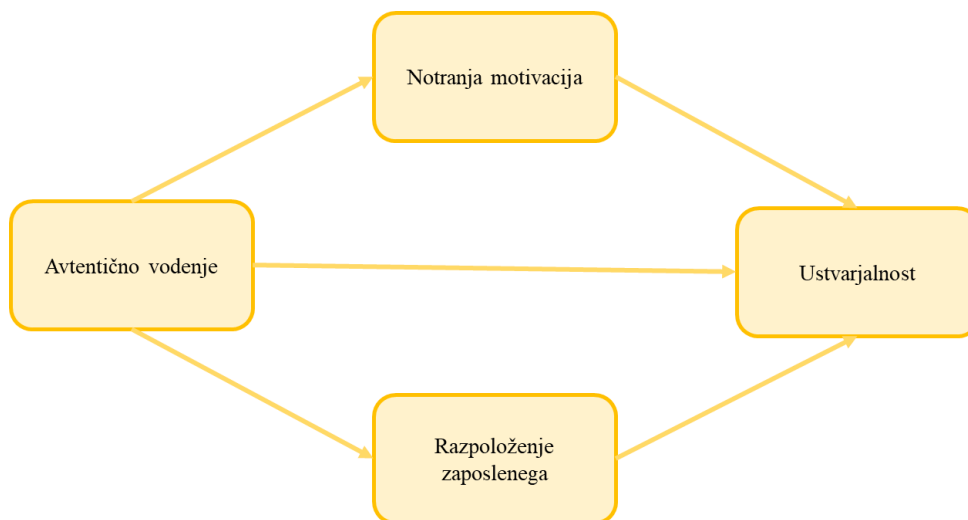 Notranja motivacija
Avtentično vodenje
Ustvarjalnost
Razpoloženje
zaposlenega